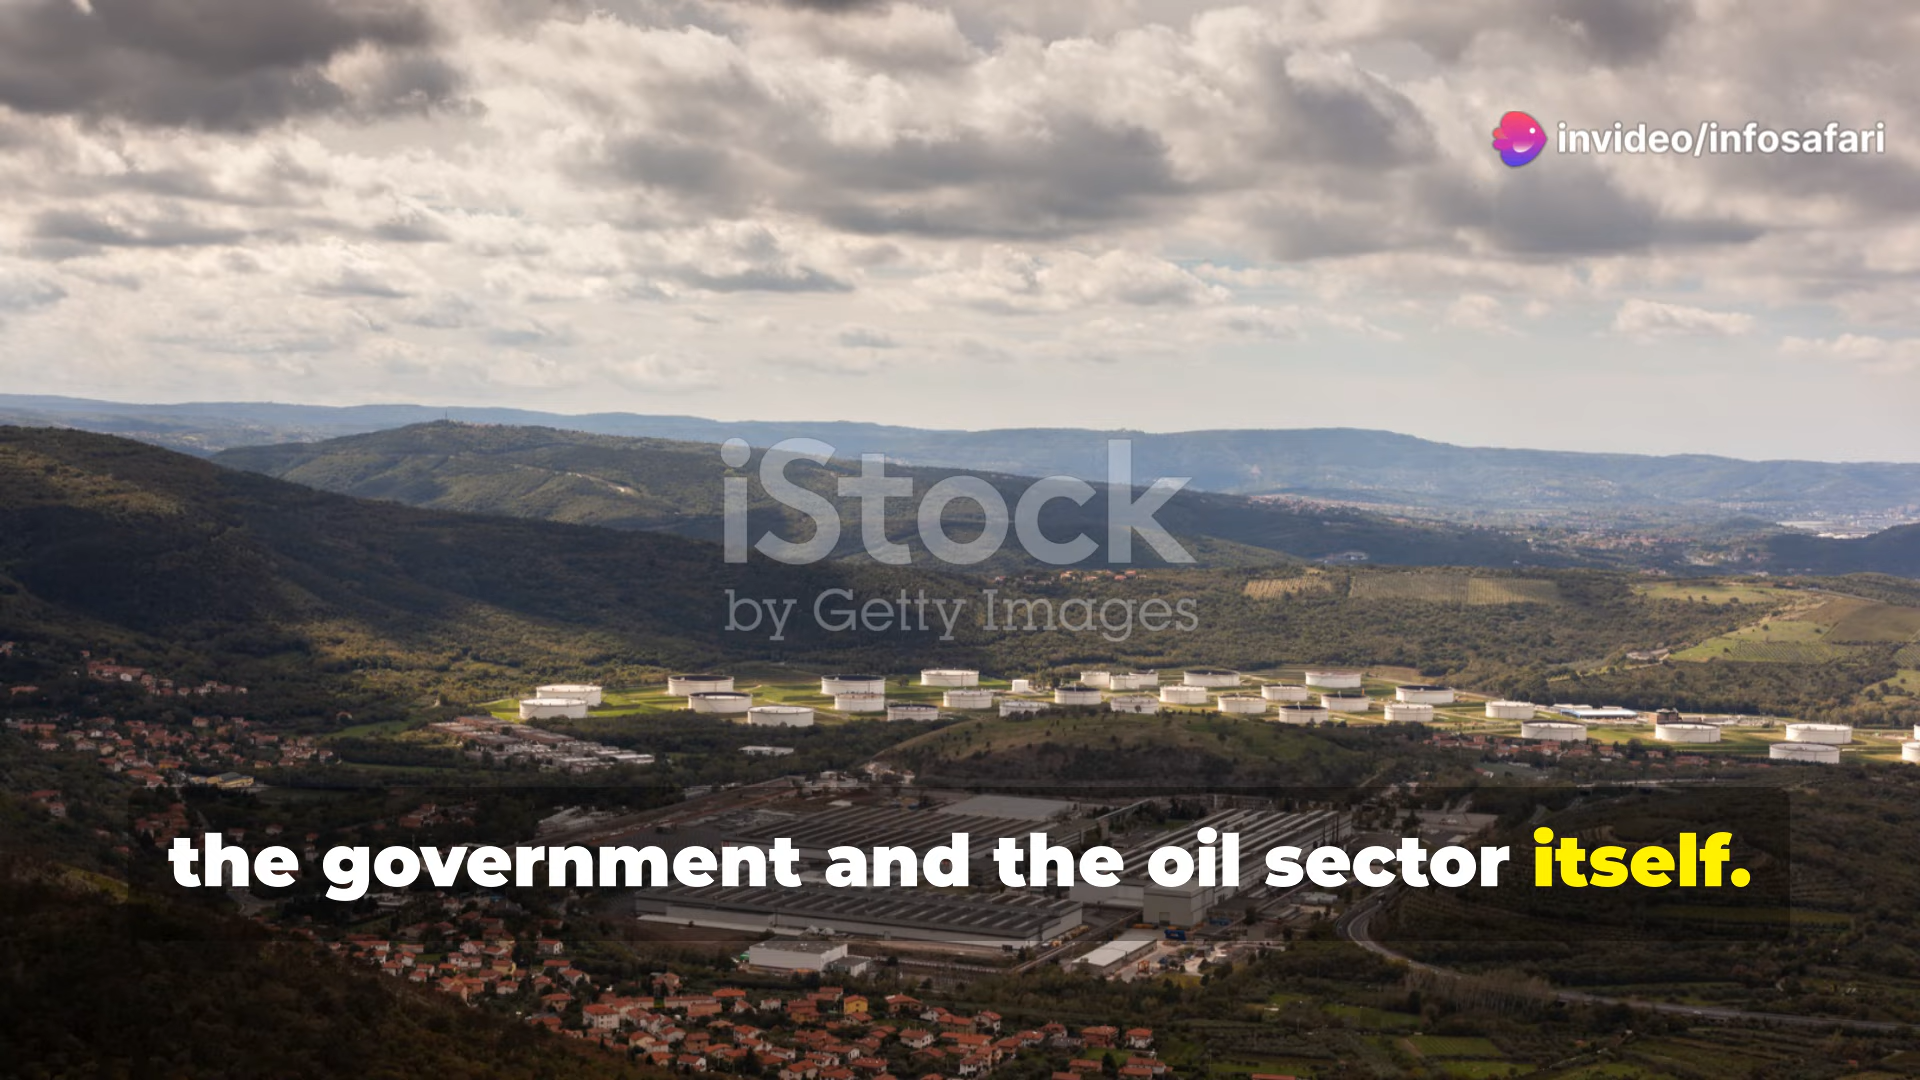 invideo/infosafari
iStock
by Getty Images
the government and the oil sector itself.